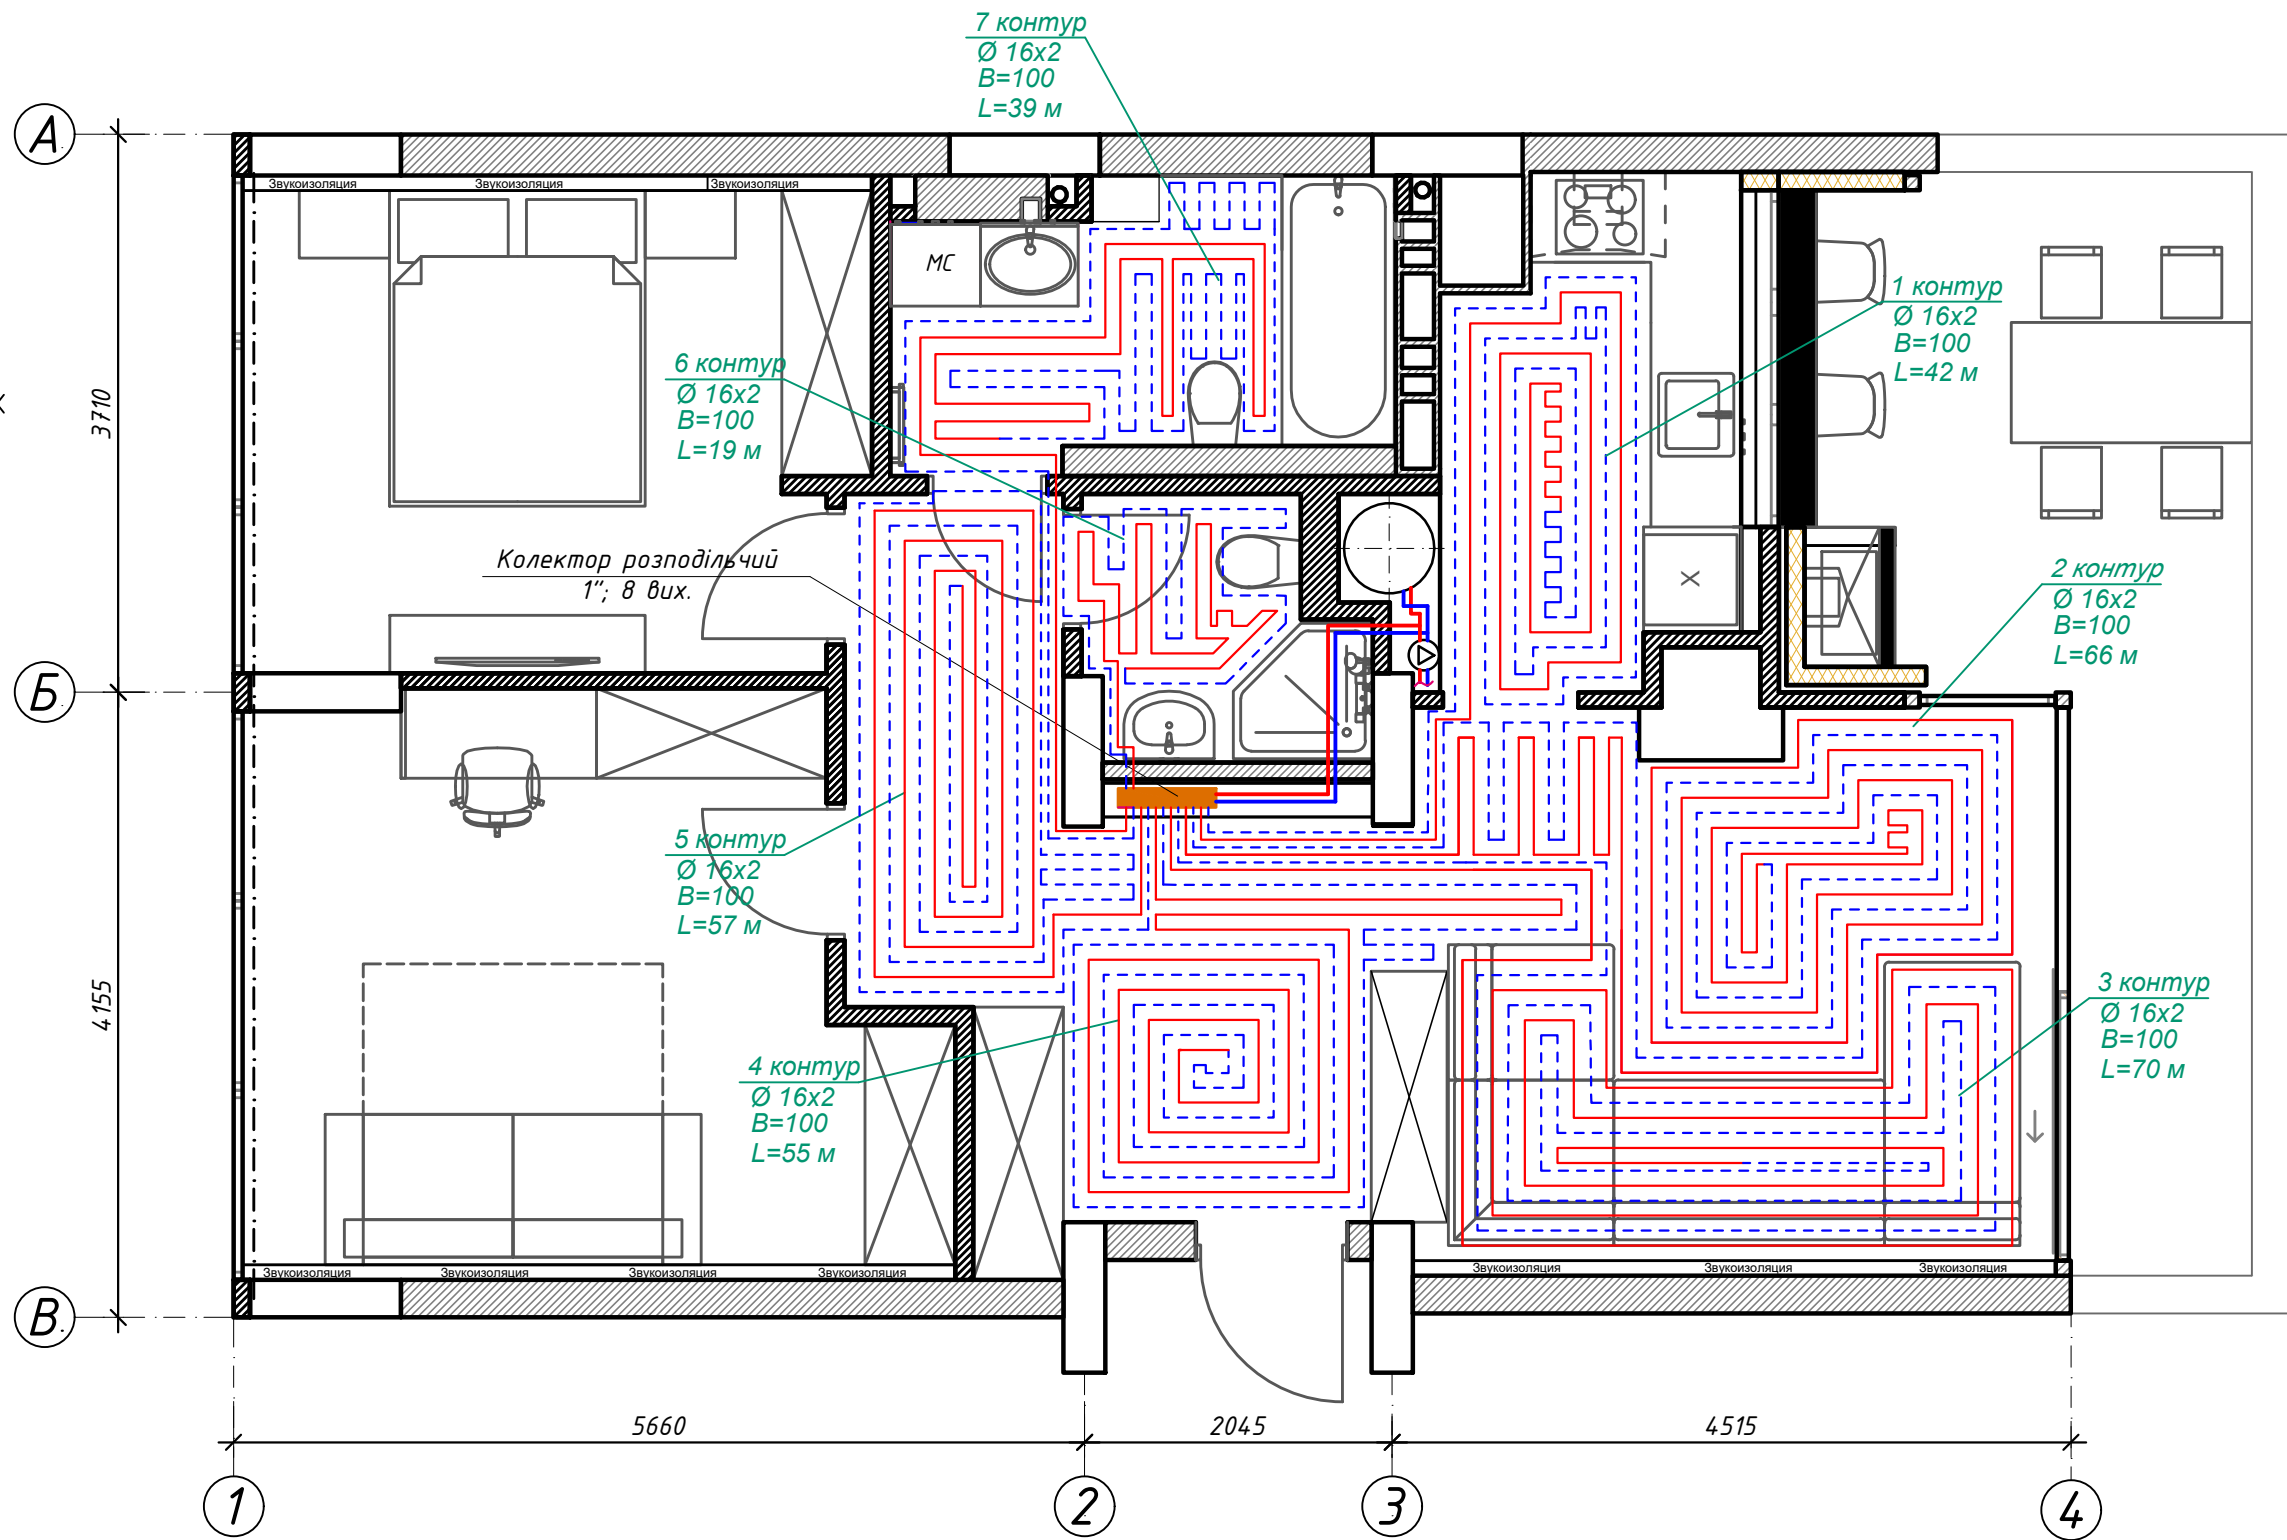 7 контур
Ø 16x2
B=100
L=39 м
А
Звукоизоляция
Звукоизоляция
Звукоизоляция
МС
1 контур
Ø 16x2
B=100
L=42 м
6 контур
Ø 16x2
B=100
L=19 м
3710
Колектор розподільчий
1"; 8 вих.
Х
2 контур
Ø 16x2
B=100
L=66 м
Б
5 контур
Ø 16x2
B=100
L=57 м
4155
3 контур
Ø 16x2
B=100
L=70 м
4 контур
Ø 16x2
B=100
L=55 м
Звукоизоляция
Звукоизоляция
Звукоизоляция
Звукоизоляция
Звукоизоляция
Звукоизоляция
Звукоизоляция
В
5660
2045
4515
1
2
3
4